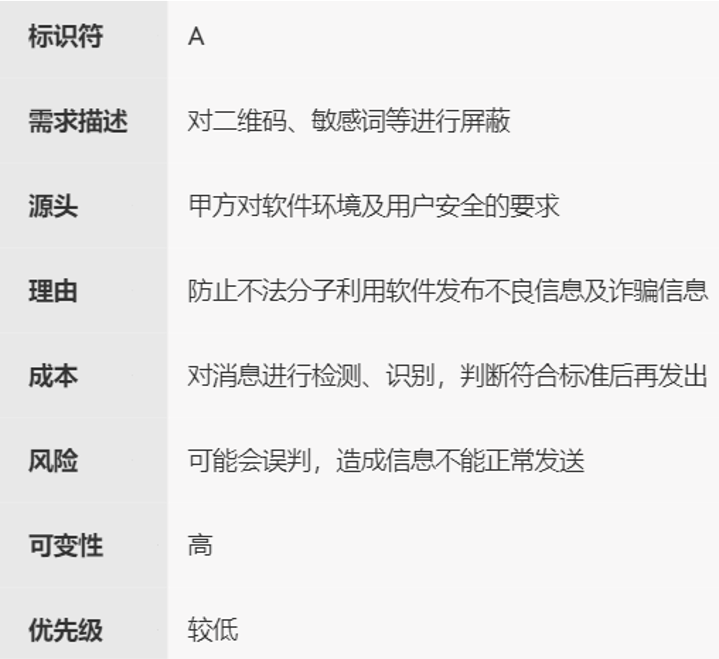 标识符 A
需求描述 对二维码、敏感词等进行屏蔽
源头 甲方对软件环境及用户安全的要求
理由 防止不法分子利用软件发布不良信息及诈骗信息
成本 对消息进行检测、识别，判断符合标准后再发出
风险 可能会误判，造成信息不能正常发送
可变性 高
优先级 较低